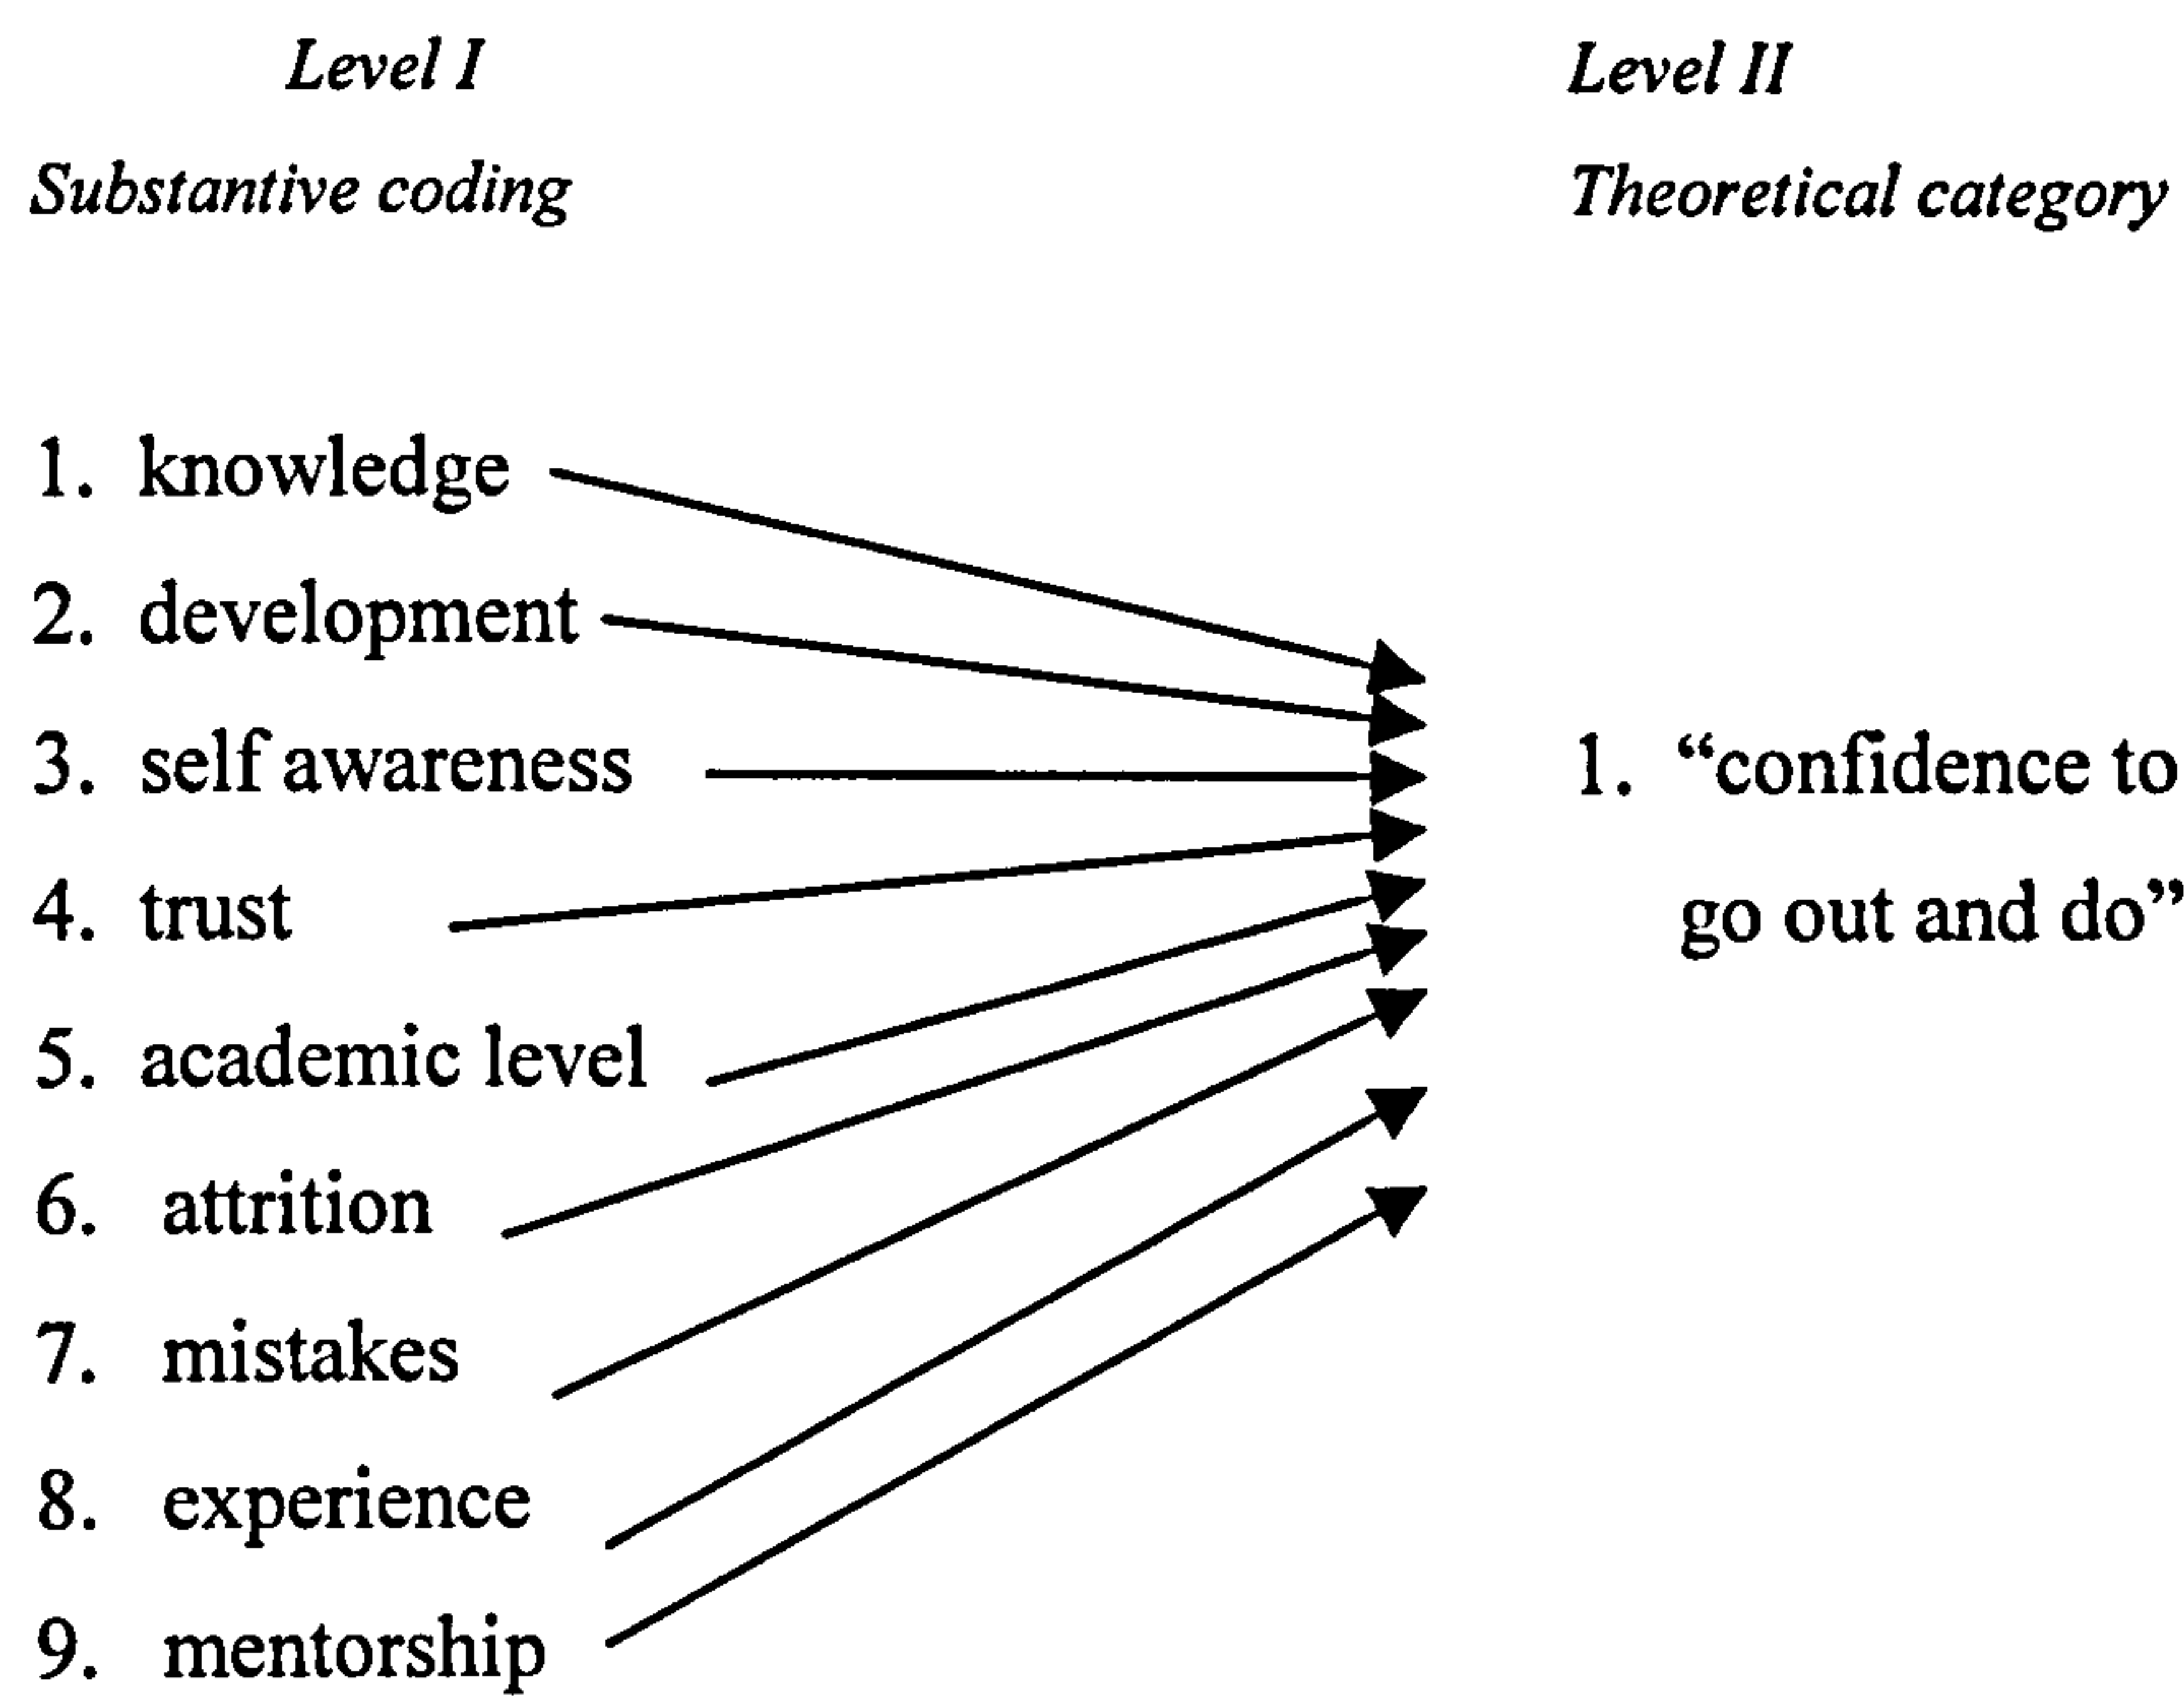 Level I
Level II
Substantive coding
Theoretical category
1. knowledge
2. development
3. self awareness
1. “confidence to
4. trust
go out and do”
5. academic level
6. attrition
7. mistakes
8. experience
9. mentorship